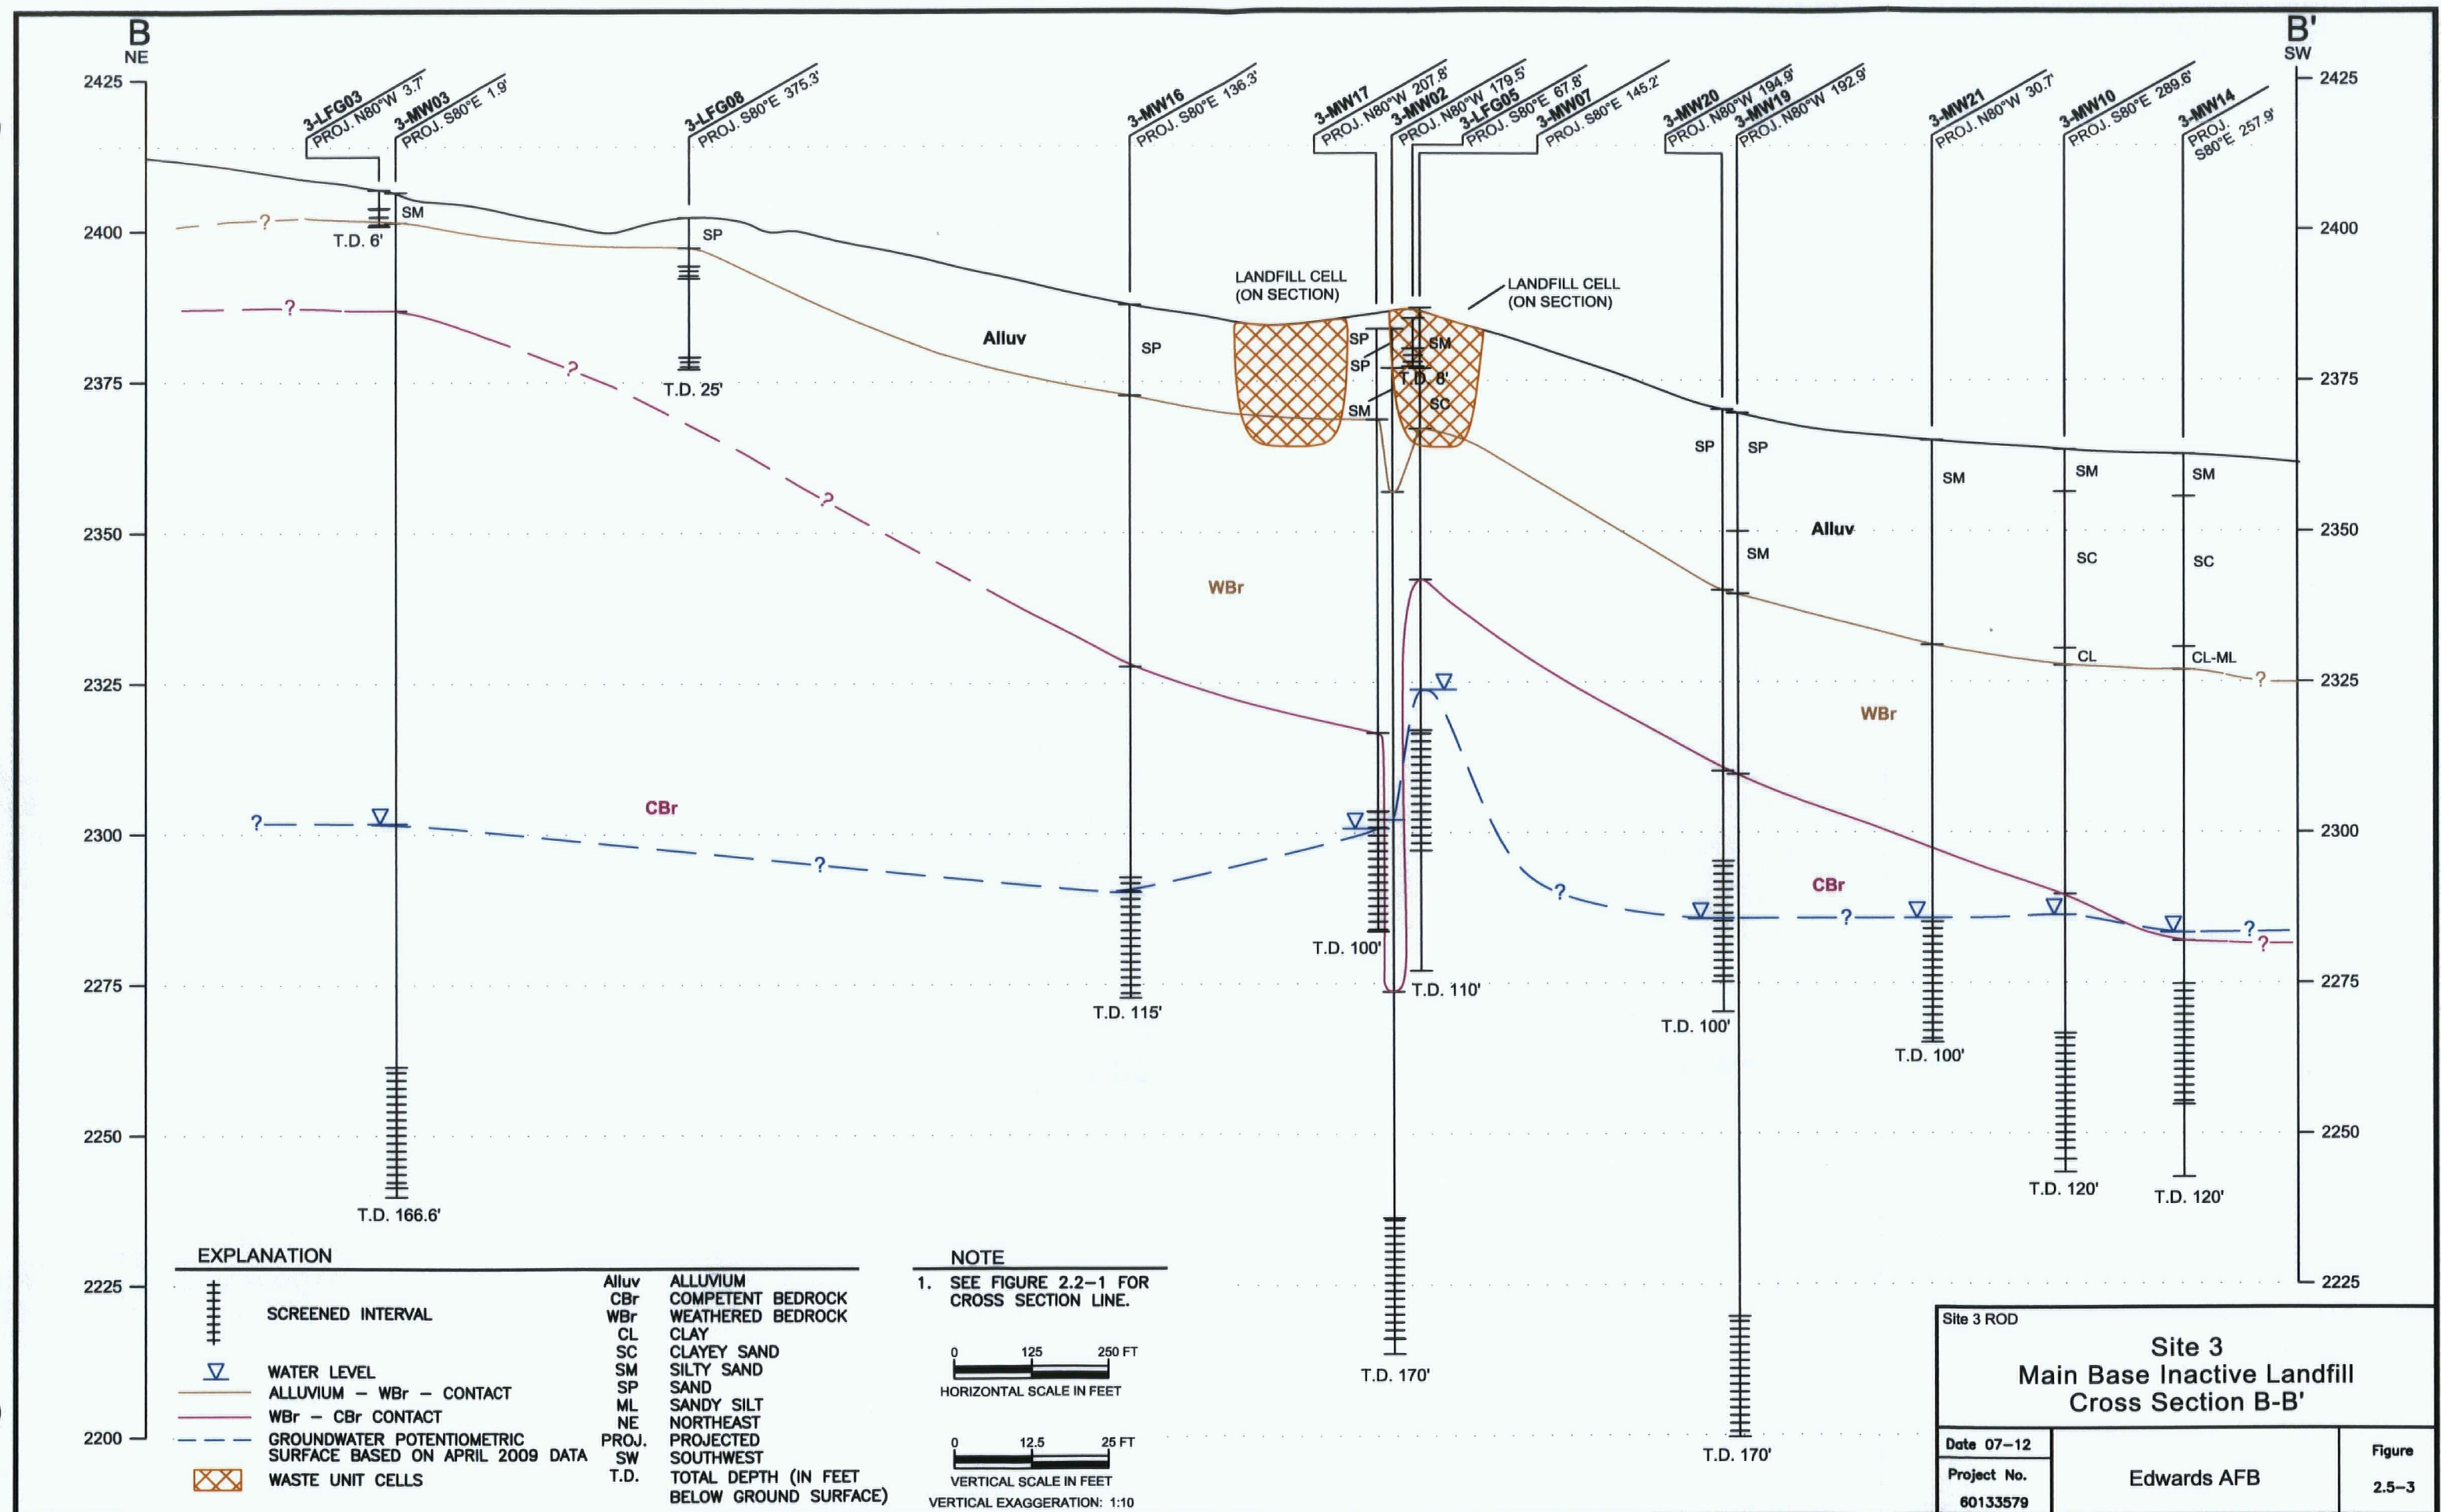 B
NE
B'
SW
3-LFG03
PROJ. N80°W 3.7'
3-MW03
PROJ. S80°E 1.9'
3-LFG08
PROJ. S80°E 375.3'
3-MW16
PROJ. S80°E 136.3'
3-MW17
PROJ. N80°W 207.8'
3-MW02
PROJ. N80°W 179.5'
3-LFG05
PROJ. S80°E 67.8'
3-MW07
PROJ. S80°E 145.2'
3-MW20
PROJ. N80°W 194.9'
3-MW19
PROJ. N80°W 192.9'
3-MW21
PROJ. N80°W 30.7'
3-MW10
PROJ. S80°E 289.6'
3-MW14
PROJ.
S80°E 257.9'
2425
2400
2375
2350
2325
2300
2275
2250
2225
2200
2425
2400
2375
2350
2325
2300
2275
2250
2225
?
SM
T.D. 6'
?
?
?
SP
T.D. 25'
Alluv
SP
LANDFILL CELL
(ON SECTION)
LANDFILL CELL
(ON SECTION)
SP
SP
SM
SM
T.D. 8'
SC
SP
SP
SM
Alluv
SM
SM
SC
CL
SM
SC
CL-ML
?
WBr
WBr
CBr
CBr
?
?
?
?
?
?
T.D. 166.6'
T.D. 115'
T.D. 100'
T.D. 110'
T.D. 170'
T.D. 100'
T.D. 170'
T.D. 100'
T.D. 120'
T.D. 120'
EXPLANATION
SCREENED INTERVAL
WATER LEVEL
ALLUVIUM – WBr – CONTACT
WBr – CBr CONTACT
GROUNDWATER POTENTIOMETRIC
SURFACE BASED ON APRIL 2009 DATA
WASTE UNIT CELLS
Alluv ALLUVIUM
CBr COMPETENT BEDROCK
WBr WEATHERED BEDROCK
CL CLAY
SC CLAYEY SAND
SM SILTY SAND
SP SAND
ML SANDY SILT
NE NORTHEAST
PROJ. PROJECTED
SW SOUTHWEST
T.D. TOTAL DEPTH (IN FEET
BELOW GROUND SURFACE)
NOTE
1. SEE FIGURE 2.2–1 FOR
CROSS SECTION LINE.
0 125 250 FT
HORIZONTAL SCALE IN FEET
0 12.5 25 FT
VERTICAL SCALE IN FEET
VERTICAL EXAGGERATION: 1:10
Site 3 ROD
Site 3
Main Base Inactive Landfill
Cross Section B-B'
Date 07–12
Project No.
60133579
Edwards AFB
Figure
2.5–3